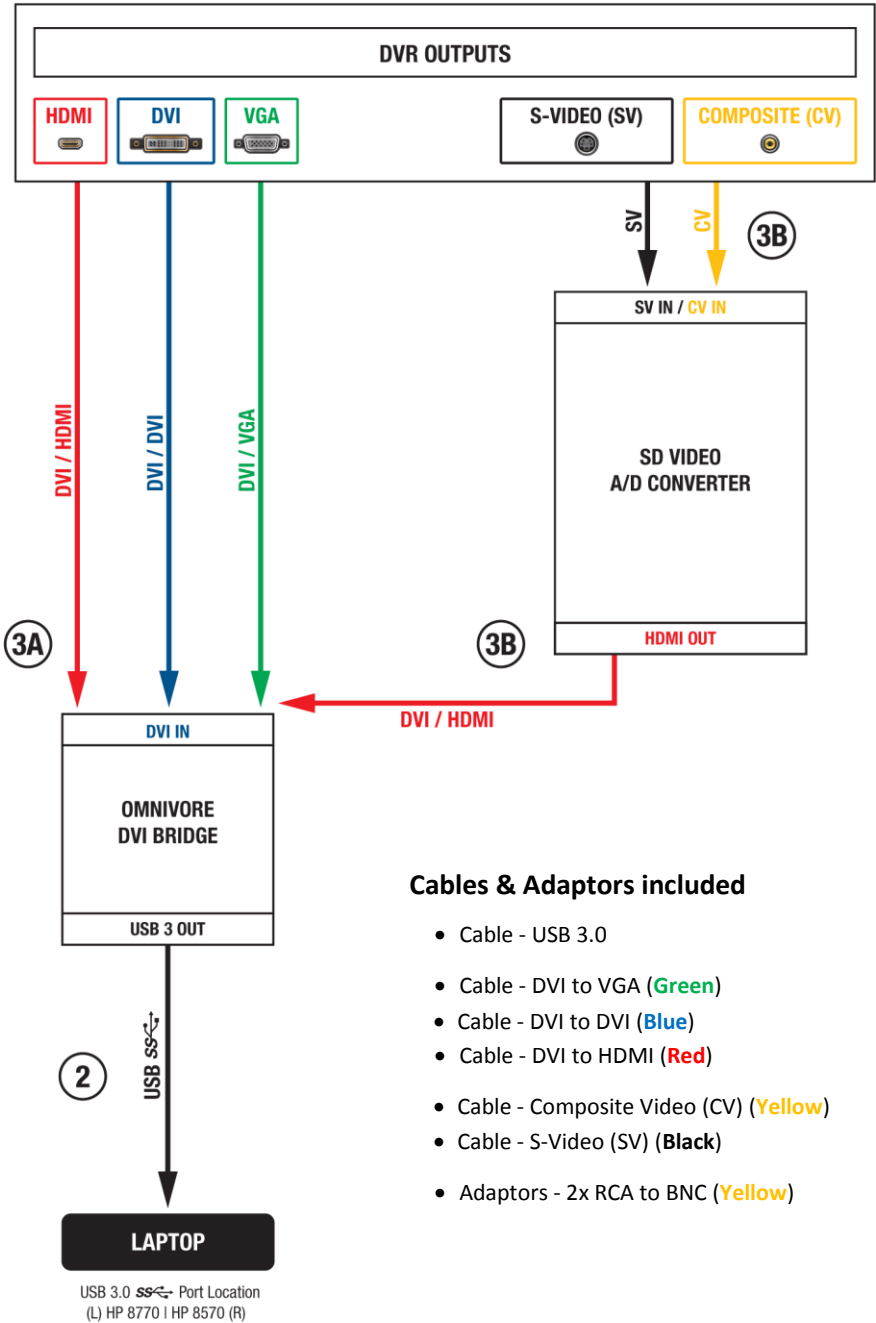 DVR OUTPUTS
HDMI
DVI
VGA
S-VIDEO (SV)
COMPOSITE (CV)
SV
CV
3B
SV IN / CV IN
DVI / HDMI
DVI / DVI
DVI / VGA
SD VIDEO
A/D CONVERTER
3A
3B
HDMI OUT
DVI / HDMI
DVI IN
OMNIVORE
DVI BRIDGE
USB 3 OUT
Cables & Adaptors included
• Cable - USB 3.0
• Cable - DVI to VGA (Green)
• Cable - DVI to DVI (Blue)
• Cable - DVI to HDMI (Red)
• Cable - Composite Video (CV) (Yellow)
• Cable - S-Video (SV) (Black)
• Adaptors - 2x RCA to BNC (Yellow)
2
USB SS
LAPTOP
USB 3.0 SS Port Location
(L) HP 8770 | HP 8570 (R)